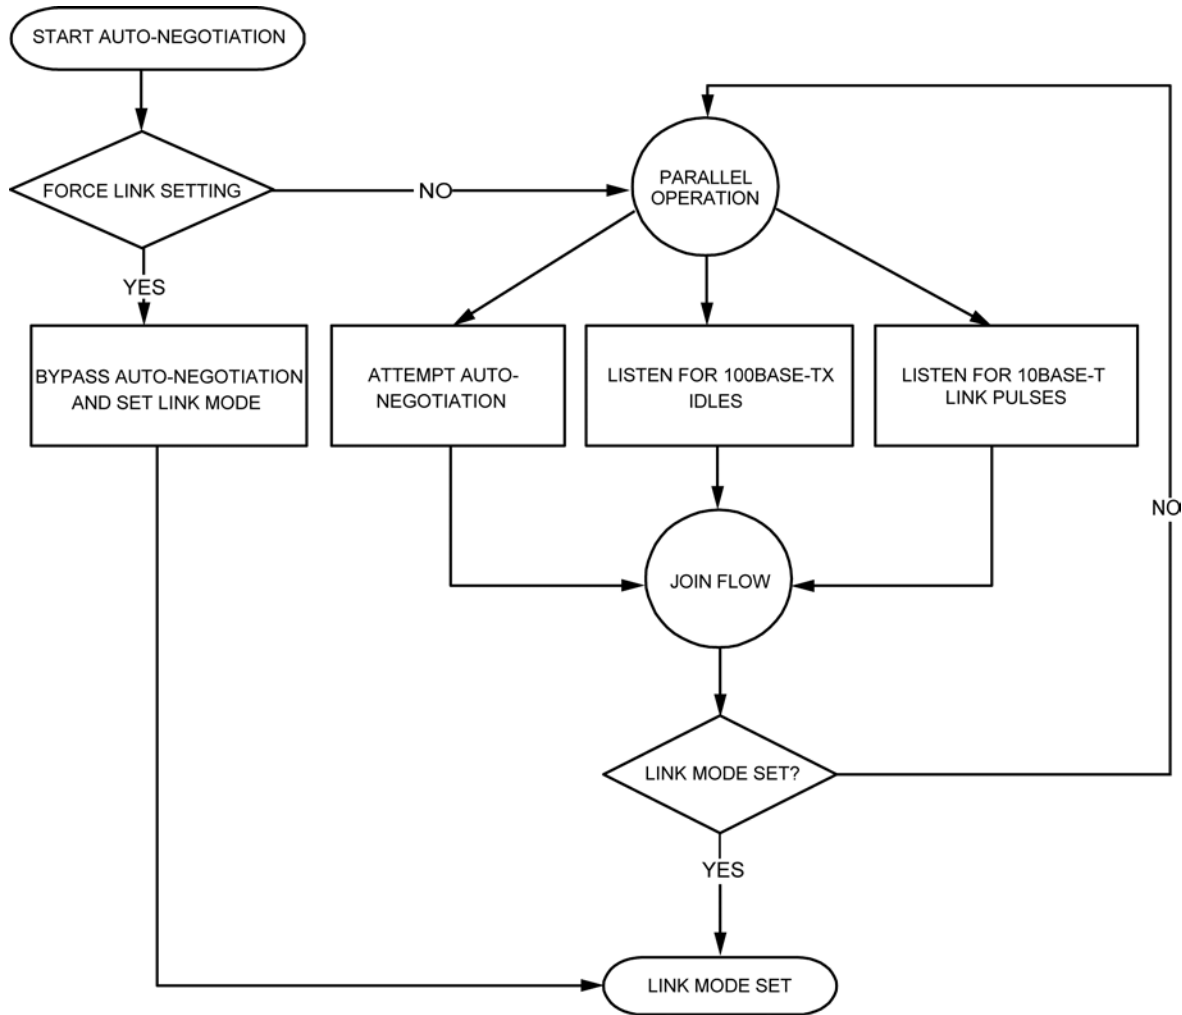 START AUTO-NEGOTIATION
FORCE LINK SETTING
NO
PARALLEL
OPERATION
YES
BYPASS AUTO-NEGOTIATION
AND SET LINK MODE
ATTEMPT AUTO-
NEGOTIATION
LISTEN FOR 100BASE-TX
IDLES
LISTEN FOR 10BASE-T
LINK PULSES
NO
JOIN FLOW
LINK MODE SET?
YES
LINK MODE SET